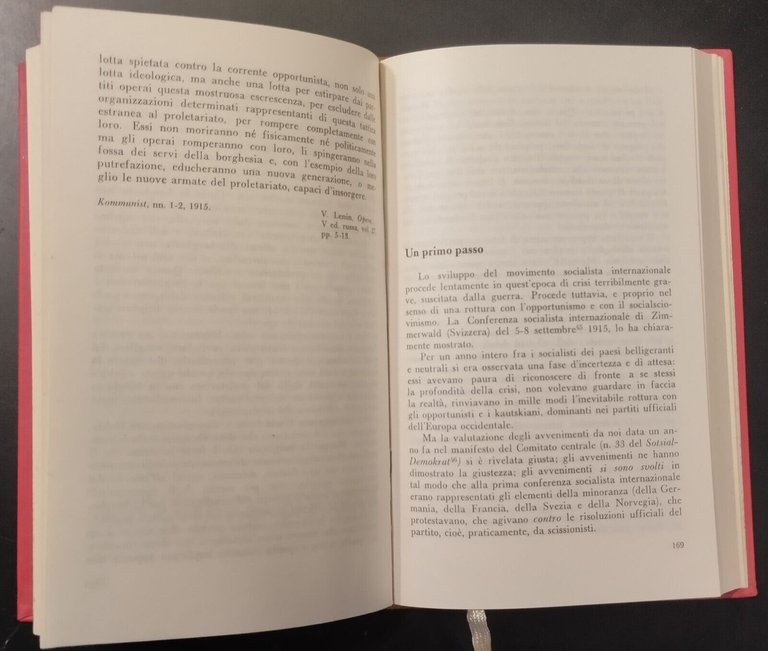 lotta spietata contro la corrente opportunista, non solo una
lotta ideologica, ma anche una lotta per estirpare dai par-
titi operai questa mostruosa escrescenza, per escludere dalle
organizzazioni determinati rappresentanti di questa tattica
estranea al proletariato, per rompere completamente con
loro. Essi non moriranno né fisicamente né politicamente
ma gli operai romperanno con loro, li spingeranno nella
fossa dei servi della borghesia e, con l'esempio della loro
putrefazione, educheranno una nuova generazione, o me-
glio le nuove armate del proletariato, capaci d'insorgere.
Kommunist, nn. 1-2, 1915.
V. Lenin, Opere,
V ed. russa, vol. 27
pp. 5-18.
Un primo passo
Lo sviluppo del movimento socialista internazionale
procede lentamente in quest'epoca di crisi terribilmente gra-
ve, suscitata dalla guerra. Procede tuttavia, e proprio nel
senso di una rottura con l'opportunismo e con il socialscio-
vinismo. La Conferenza socialista internazionale di Zim-
merwald (Svizzera) del 5-8 settembre⁶⁵ 1915, lo ha chiara-
mente mostrato.
Per un anno intero fra i socialisti dei paesi belligeranti
e neutrali si era osservata una fase d'incertezza e di attesa:
essi avevano paura di riconoscere di fronte a se stessi
la profondità della crisi, non volevano guardare in faccia
la realtà, rinviavano in mille modi l'inevitabile rottura con
gli opportunisti e i kautskiani, dominanti nei partiti ufficiali
dell'Europa occidentale.
Ma la valutazione degli avvenimenti da noi data un an-
no fa nel manifesto del Comitato centrale (n. 33 del Sotsial-
Demokrat⁶⁶) si è rivelata giusta; gli avvenimenti ne hanno
dimostrato la giustezza; gli avvenimenti si sono svolti in
tal modo che alla prima conferenza socialista internazionale
erano rappresentati gli elementi della minoranza (della Ger-
mania, della Francia, della Svezia e della Norvegia), che
protestavano, che agivano contro le risoluzioni ufficiali del
partito, cioè, praticamente, da scissionisti.
169